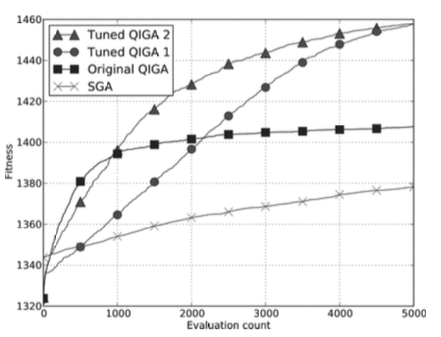 1460
1440
1420
1400
1380
1360
1340
1320
Fitness
Tuned QIGA 2
Tuned QIGA 1
Original QIGA
SGA
0 1000 2000 3000 4000 5000
Evaluation count